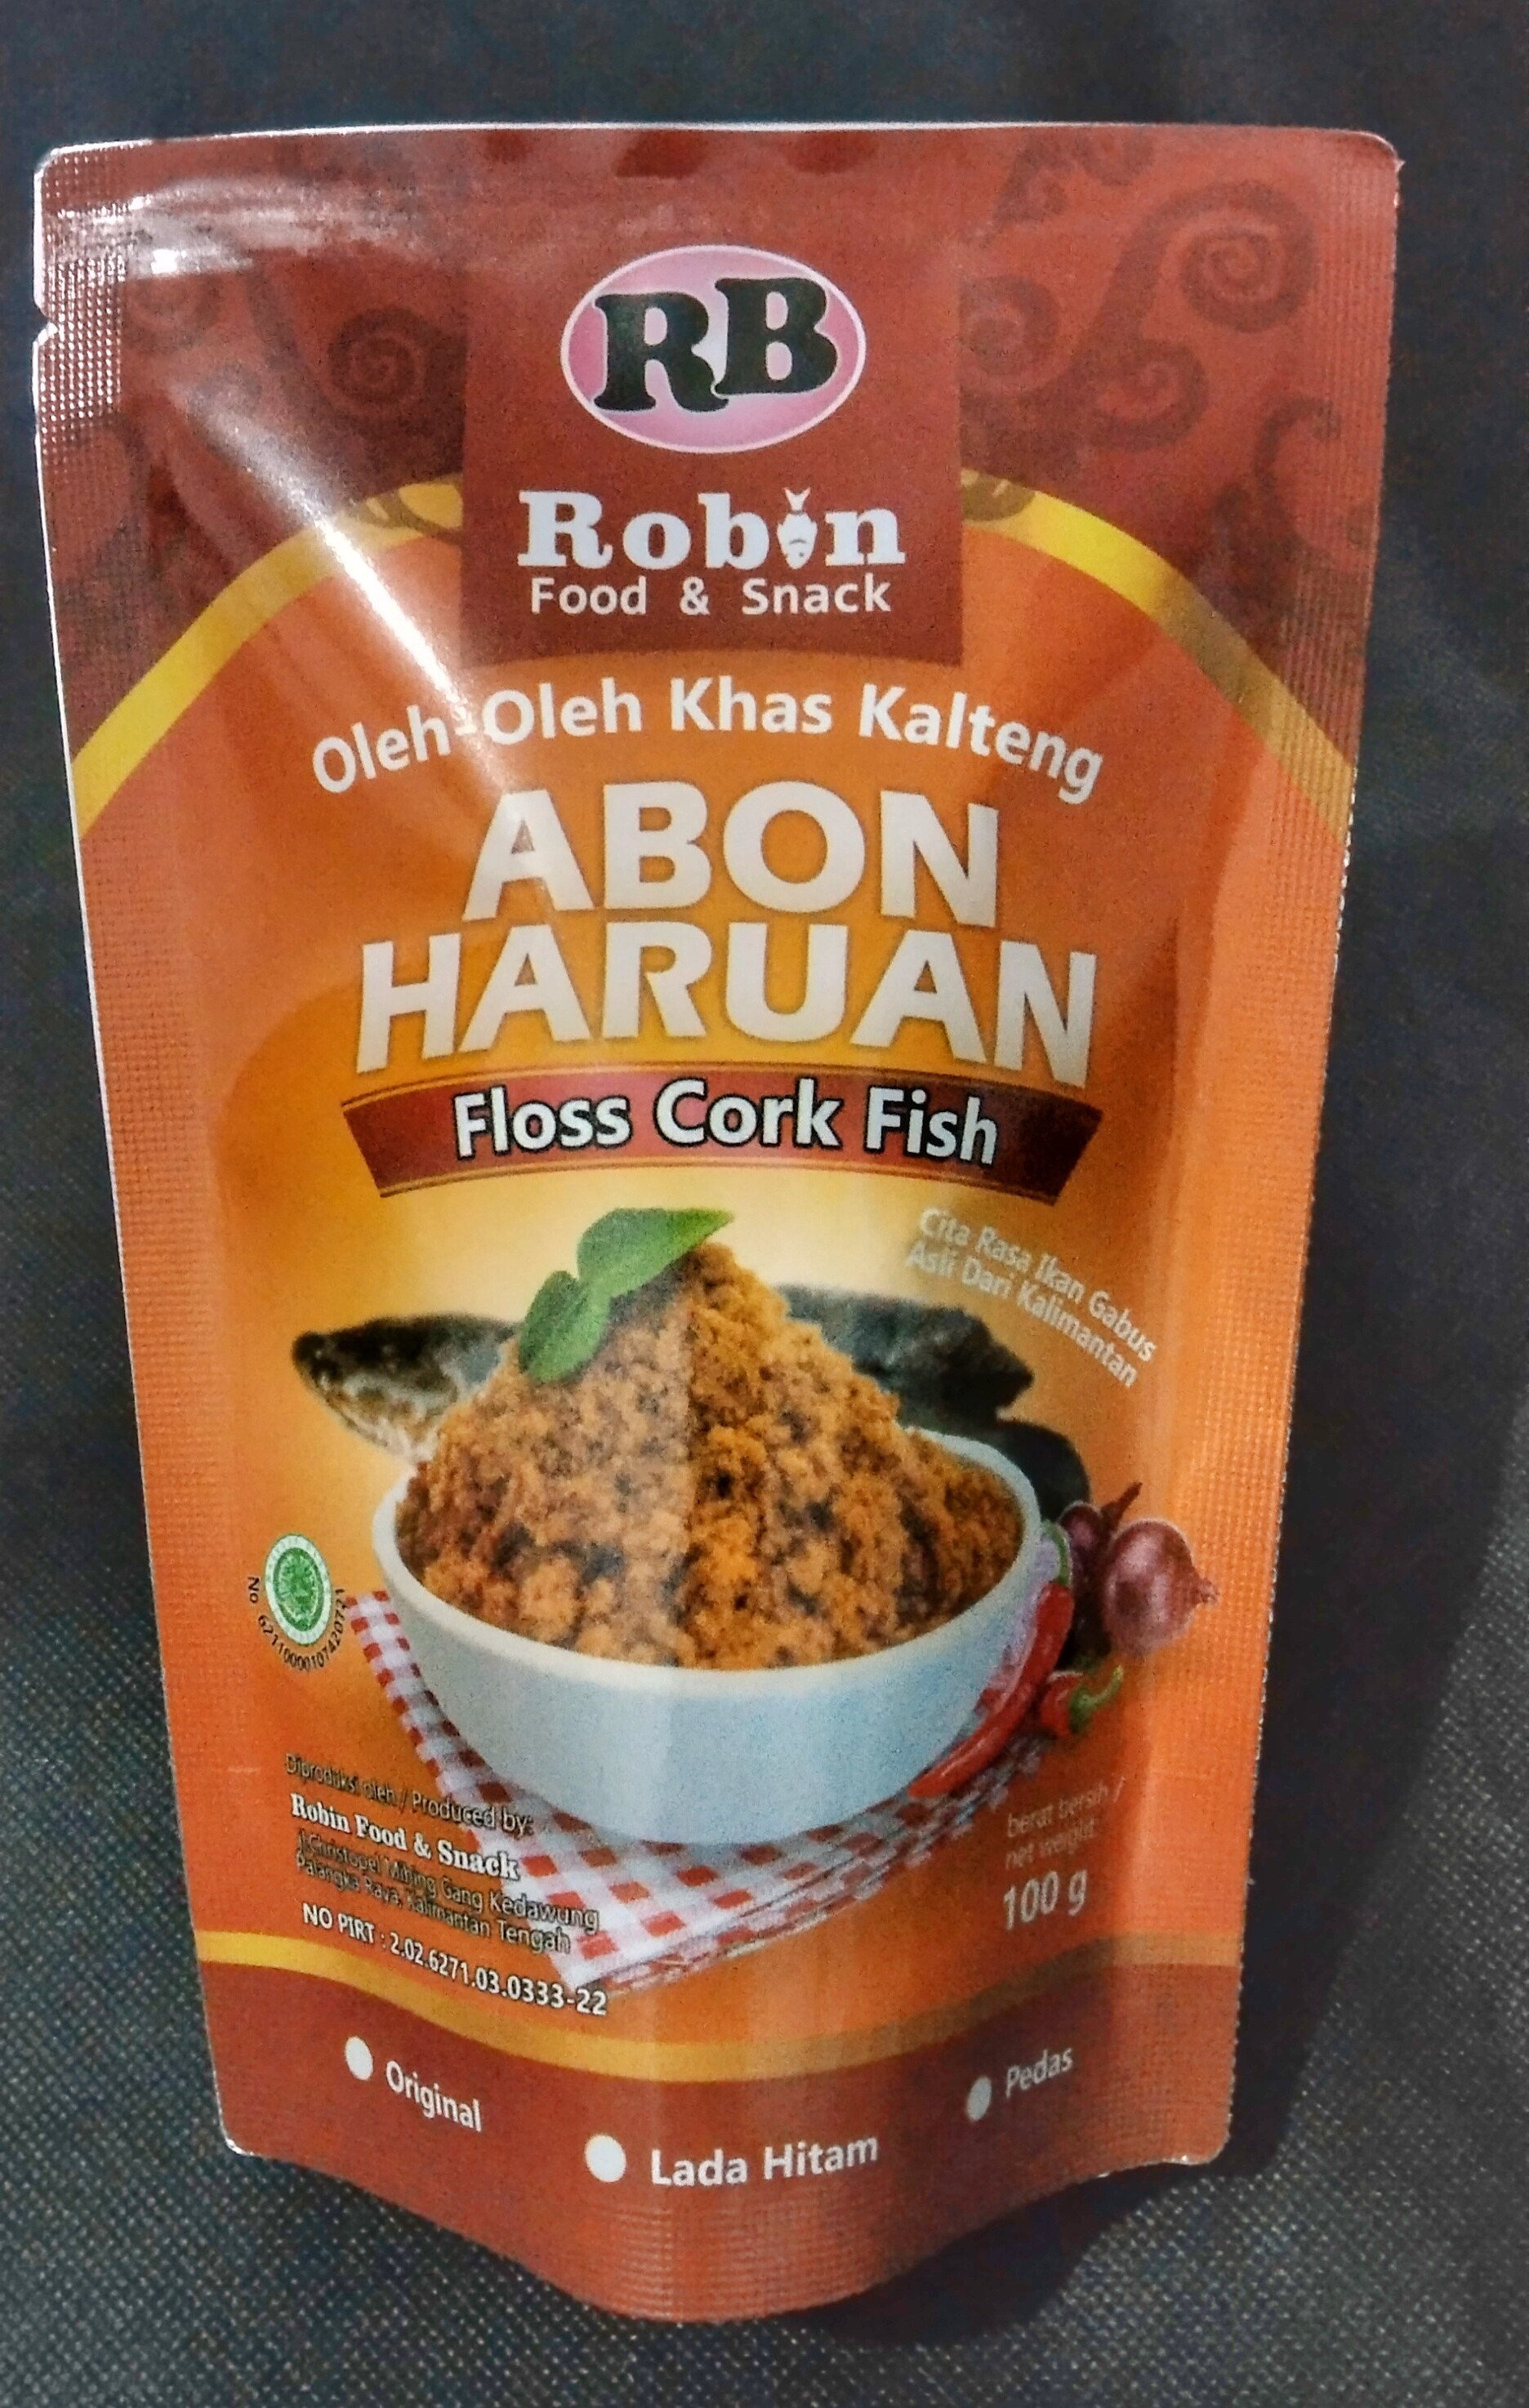 RB
Robin
Food & Snack
Oleh-Oleh Khas Kalteng
ABON
HARUAN
Floss Cork Fish
Cita Rasa Ikan Gabus
Asli Dari Kalimantan
Diproduksi oleh / Produced by:
Robin Food & Snack
Gang Kedawung
Palangka Raya, Kalimantan Tengah
NO PIRT : 2.02.6271.03.0333-22
berat bersih /
net weight:
100 g
Original
Lada Hitam
Pedas